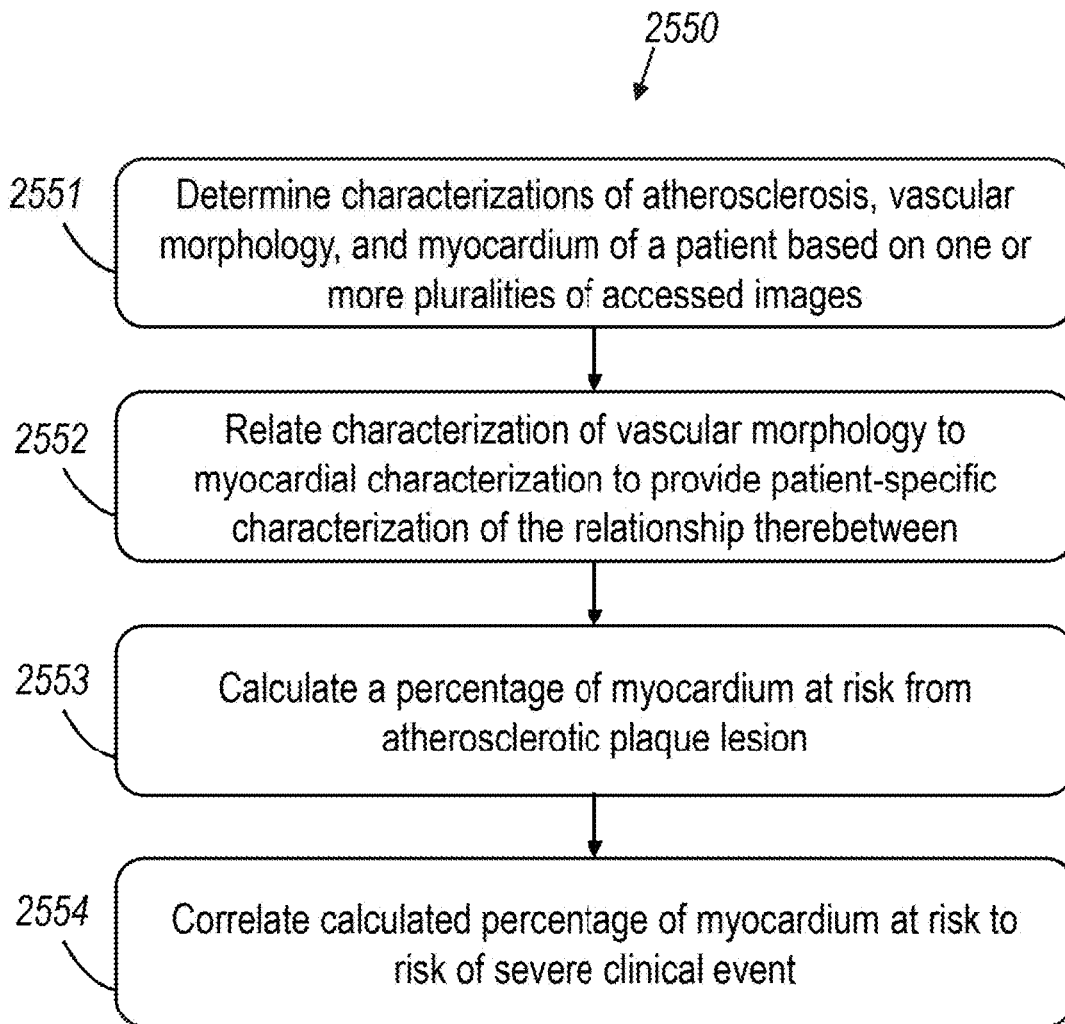 2550
2551
Determine characterizations of atherosclerosis, vascular
morphology, and myocardium of a patient based on one or
more pluralities of accessed images
2552
Relate characterization of vascular morphology to
myocardial characterization to provide patient-specific
characterization of the relationship therebetween
2553
Calculate a percentage of myocardium at risk from
atherosclerotic plaque lesion
2554
Correlate calculated percentage of myocardium at risk to
risk of severe clinical event